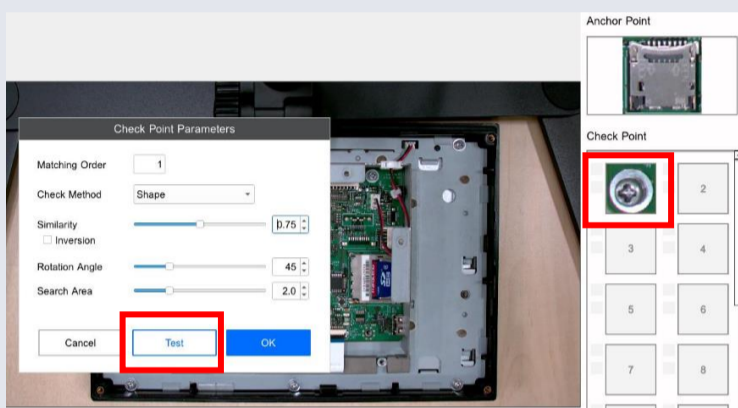 Anchor Point
Check Point Parameters
Matching Order 1
Check Method Shape
Similarity 0.75
Inversion
Rotation Angle 45
Search Area 2.0
Cancel Test OK
Check Point
2
3 4
5 6
7 8